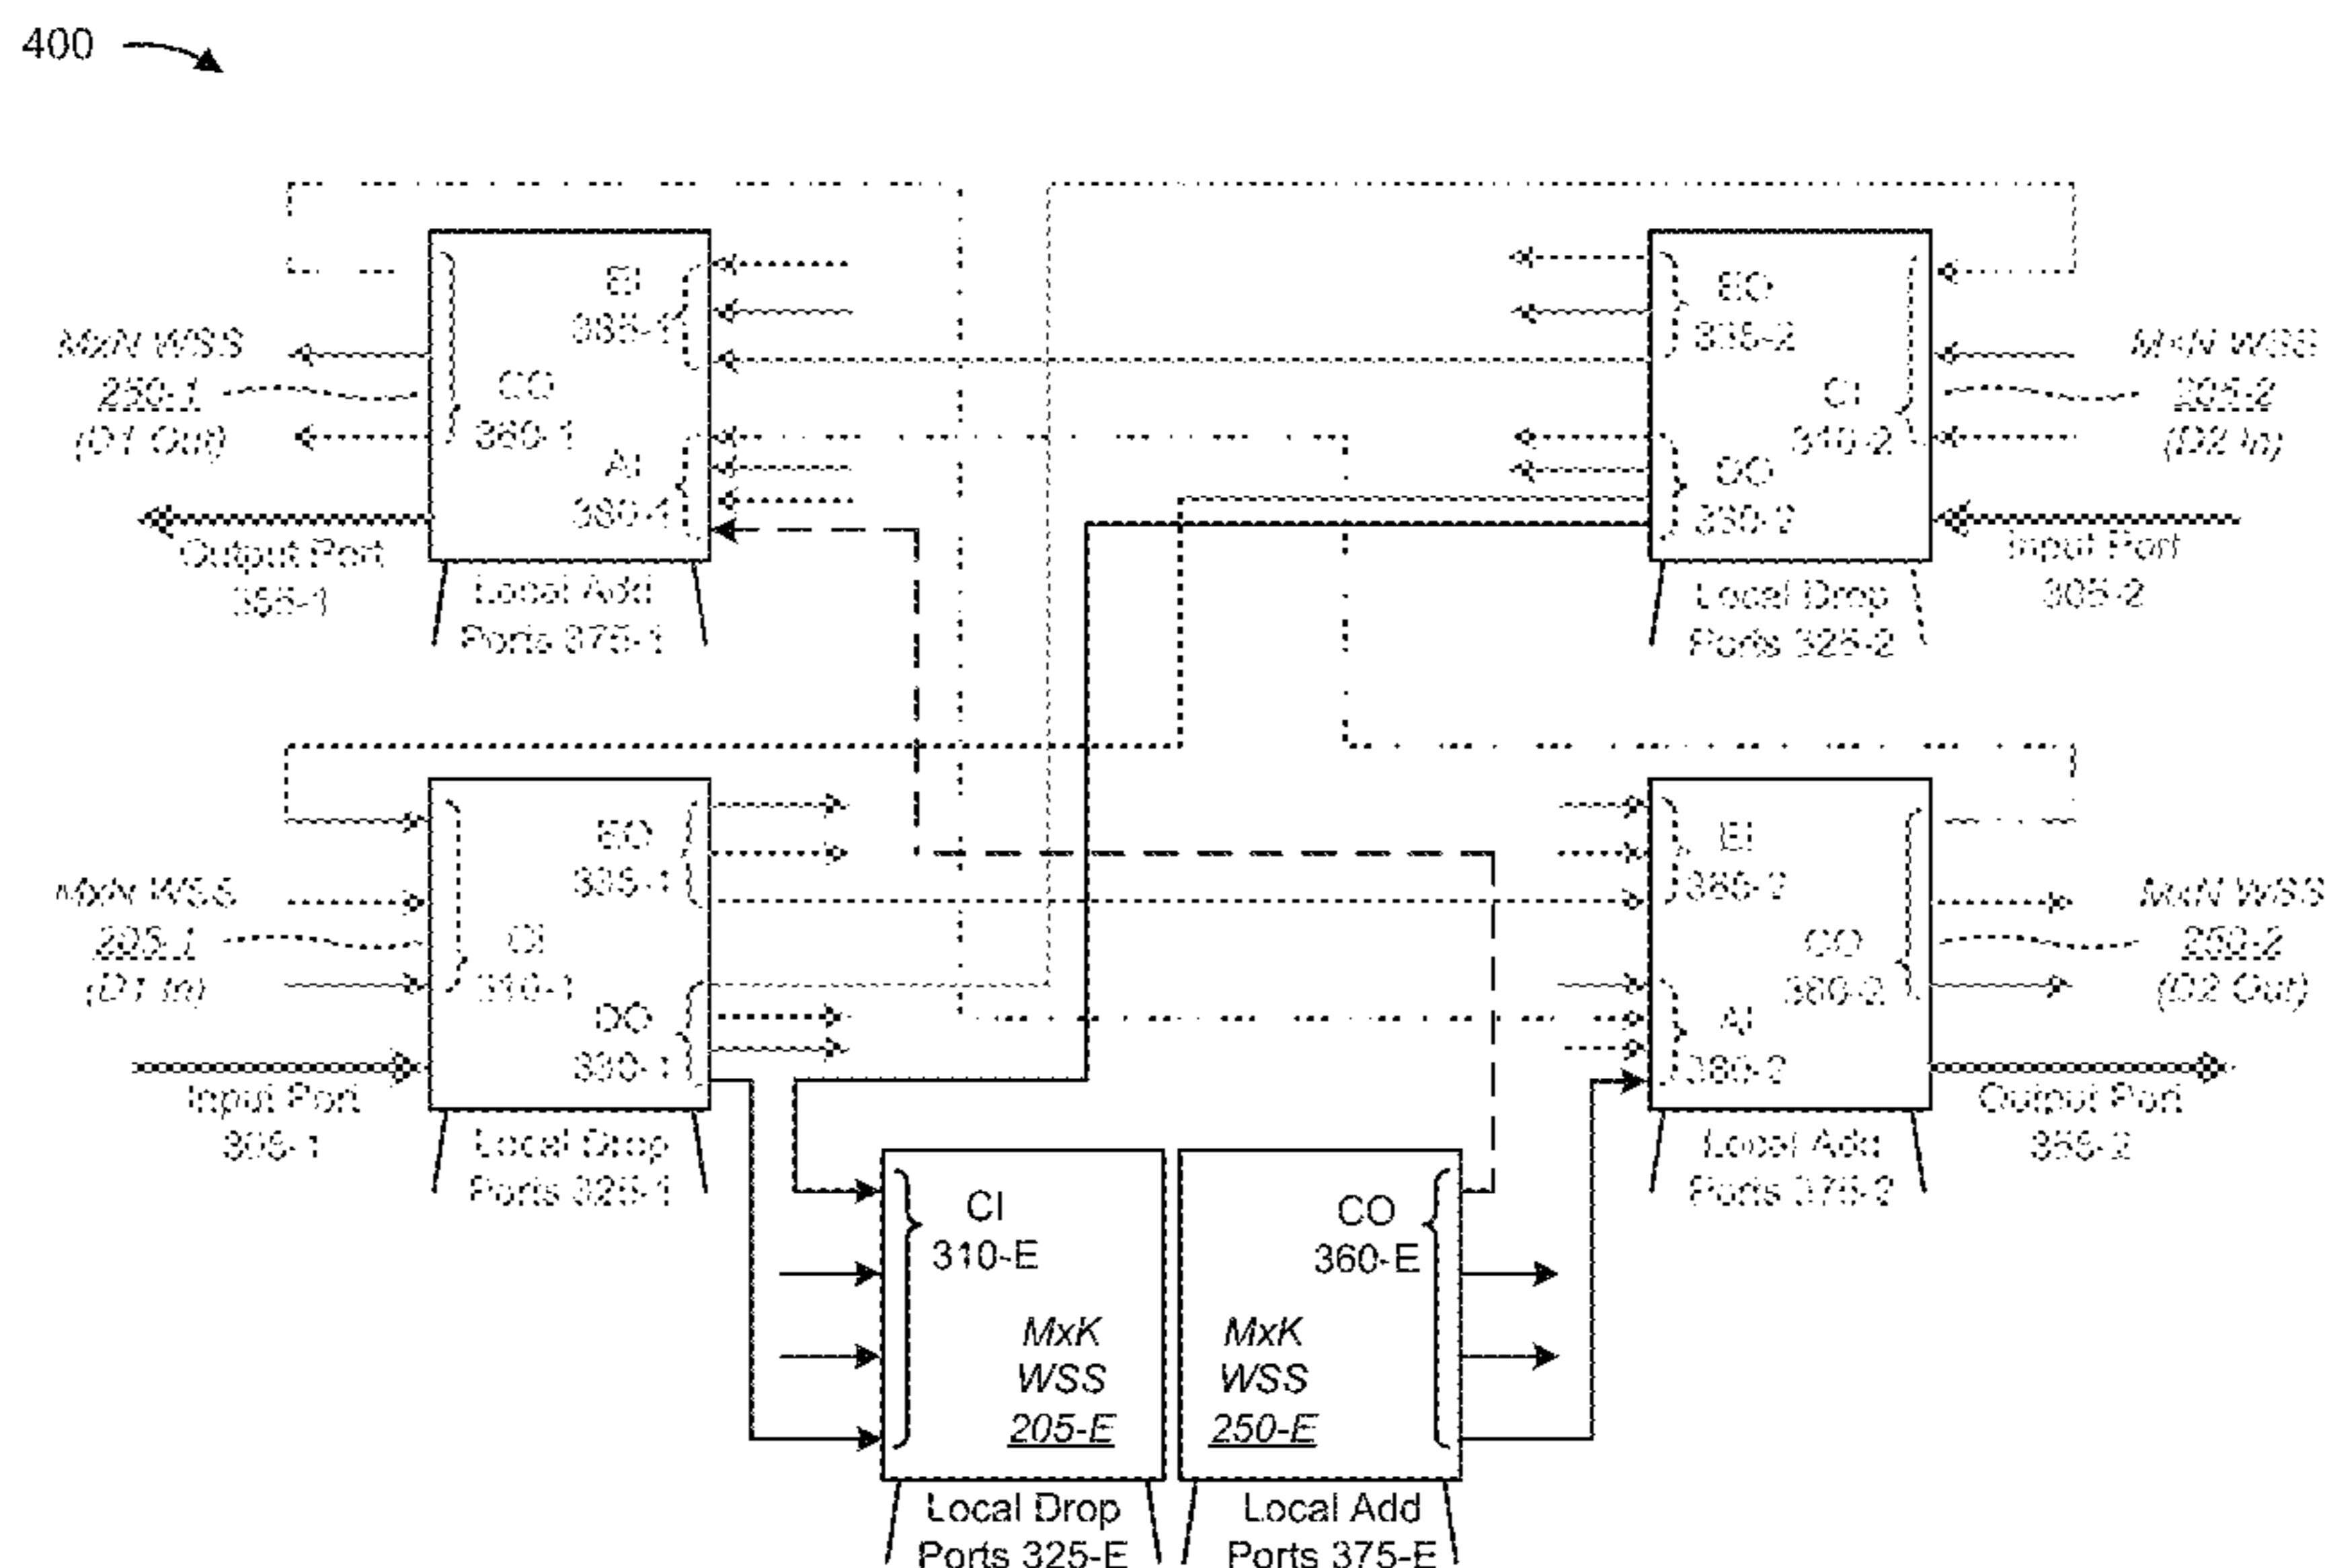 400
MxN WSS
250-1
(D1 Out)
EI
385-1
CO
360-1
AI
380-1
Output Port
355-1
Local Add
Ports 375-1
EO
335-2
CI
310-2
DO
330-2
MxN WSS
205-2
(D2 In)
Input Port
305-2
Local Drop
Ports 325-2
MxN WSS
205-1
(D1 In)
EO
335-1
CI
310-1
DO
330-1
Input Port
305-1
Local Drop
Ports 325-1
EI
385-2
CO
360-2
AI
380-2
MxN WSS
250-2
(D2 Out)
Output Port
355-2
Local Add
Ports 375-2
CI
310-E
MxK
WSS
205-E
Local Drop
Ports 325-E
CO
360-E
MxK
WSS
250-E
Local Add
Ports 375-E